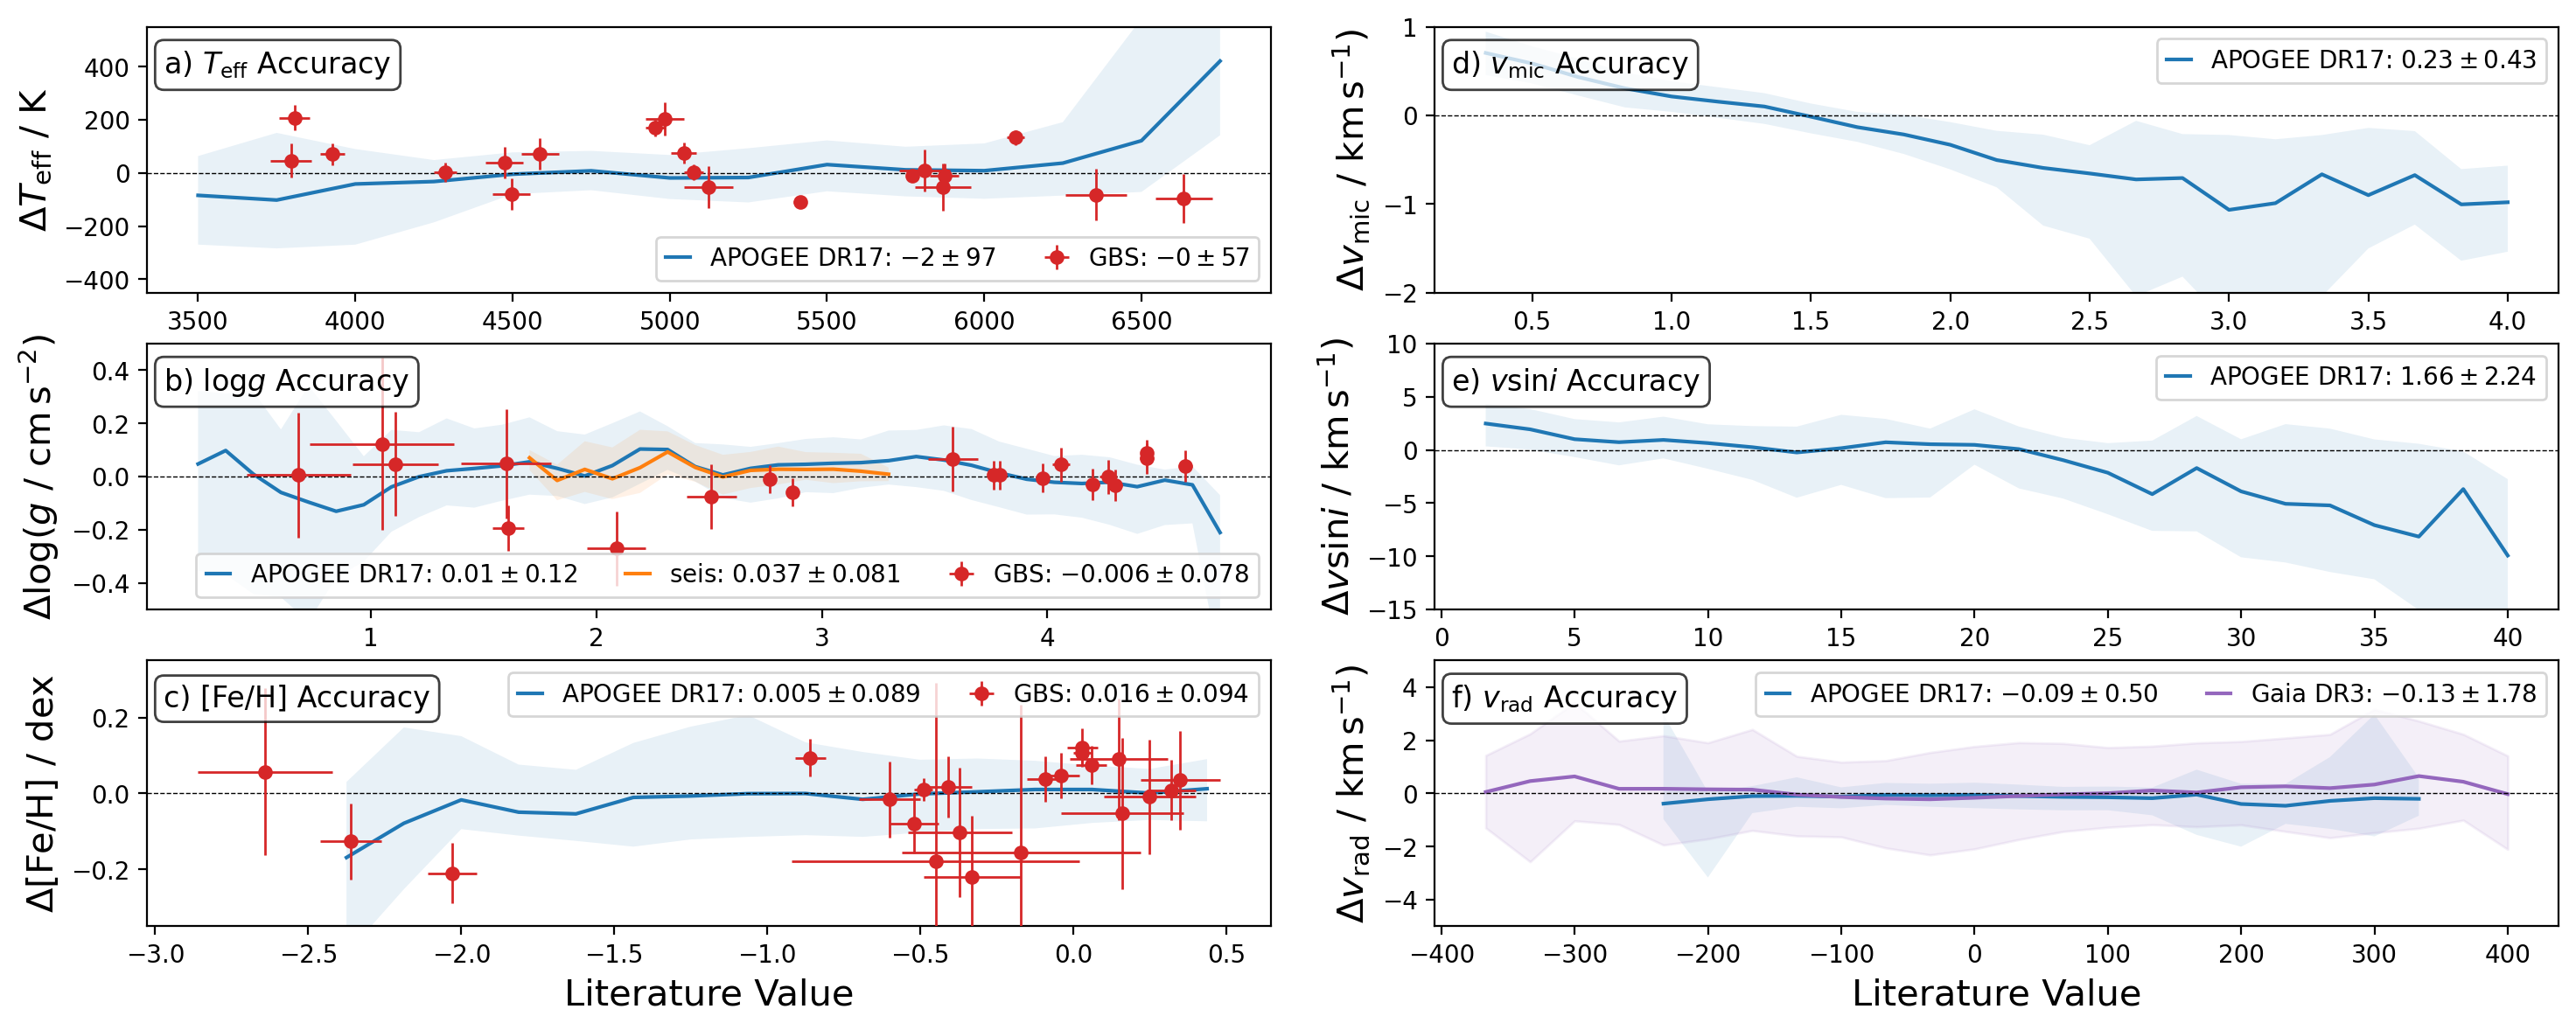 a) T_eff Accuracy
ΔT_eff / K
400
200
0
−200
−400
APOGEE DR17: −2 ± 97 GBS: −0 ± 57
3500 4000 4500 5000 5500 6000 6500
b) logg Accuracy
Δlog(g / cm s⁻²)
0.4
0.2
0.0
−0.2
−0.4
APOGEE DR17: 0.01 ± 0.12 seis: 0.037 ± 0.081 GBS: −0.006 ± 0.078
1 2 3 4
c) [Fe/H] Accuracy
APOGEE DR17: 0.005 ± 0.089 GBS: 0.016 ± 0.094
Δ[Fe/H] / dex
0.2
0.0
−0.2
−3.0 −2.5 −2.0 −1.5 −1.0 −0.5 0.0 0.5
Literature Value
d) v_mic Accuracy
APOGEE DR17: 0.23 ± 0.43
Δv_mic / km s⁻¹
1
0
−1
−2
0.5 1.0 1.5 2.0 2.5 3.0 3.5 4.0
e) vsini Accuracy
APOGEE DR17: 1.66 ± 2.24
Δvsini / km s⁻¹
10
5
0
−5
−10
−15
0 5 10 15 20 25 30 35 40
f) v_rad Accuracy
APOGEE DR17: −0.09 ± 0.50 Gaia DR3: −0.13 ± 1.78
Δv_rad / km s⁻¹
4
2
0
−2
−4
−400 −300 −200 −100 0 100 200 300 400
Literature Value